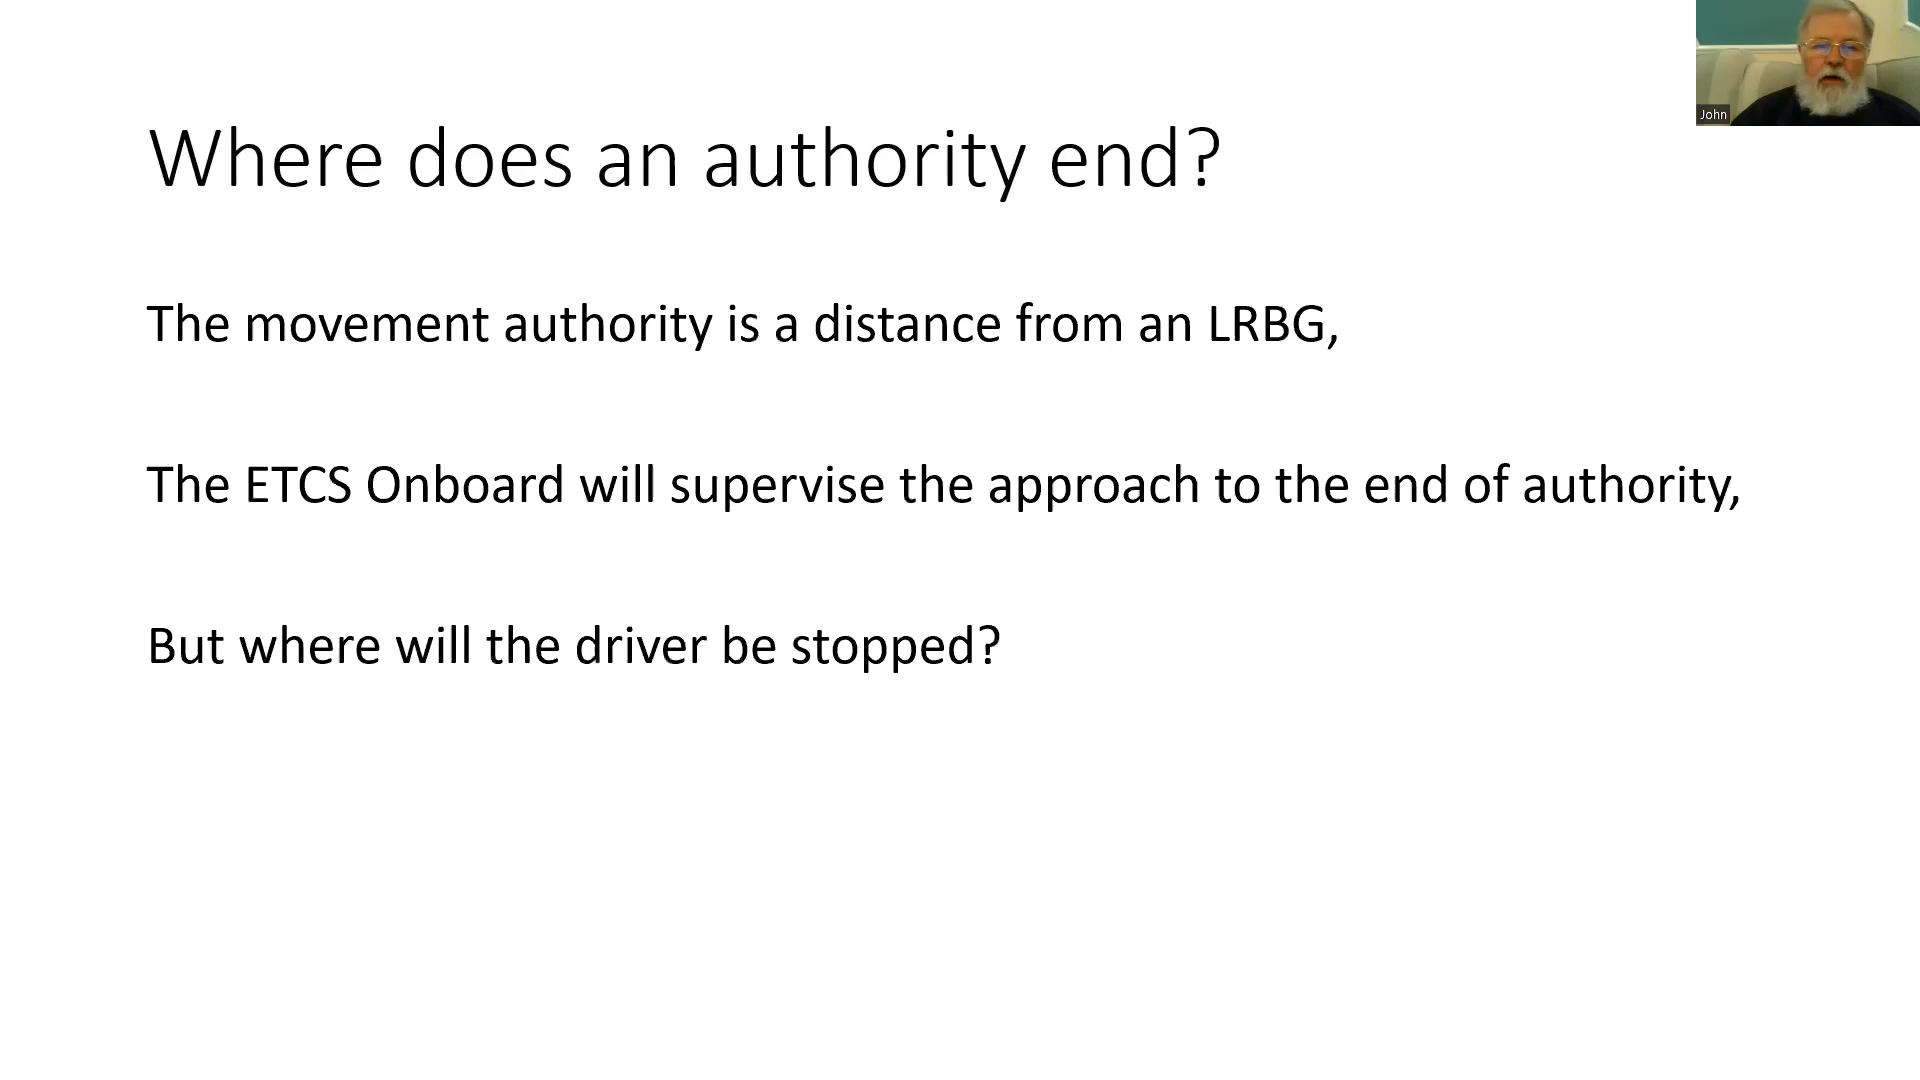 Where does an authority end?
John
The movement authority is a distance from an LRBG,
The ETCS Onboard will supervise the approach to the end of authority,
But where will the driver be stopped?